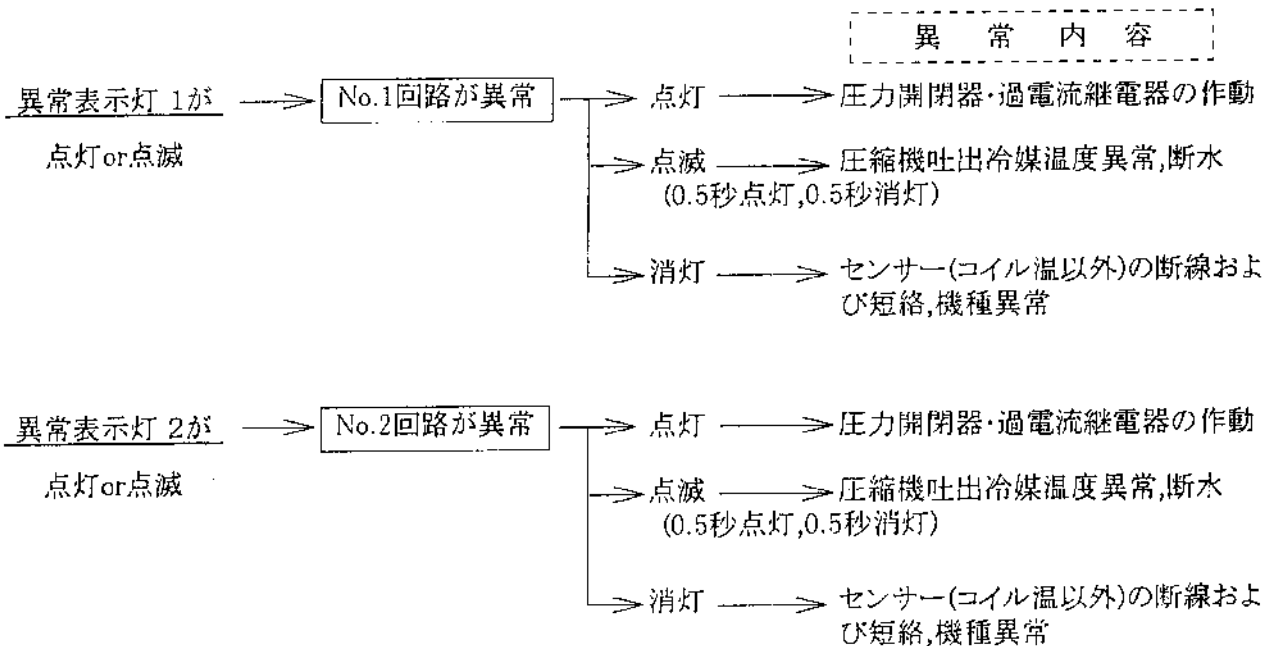 異常内容
異常表示灯 1が
点灯or点滅
No.1回路が異常
点灯
圧力開閉器・過電流継電器の作動
点滅
(0.5秒点灯,0.5秒消灯)
圧縮機吐出冷媒温度異常,断水
消灯
センサー(コイル温以外)の断線およ
び短絡,機種異常
異常表示灯 2が
点灯or点滅
No.2回路が異常
点灯
圧力開閉器・過電流継電器の作動
点滅
(0.5秒点灯,0.5秒消灯)
圧縮機吐出冷媒温度異常,断水
消灯
センサー(コイル温以外)の断線およ
び短絡,機種異常